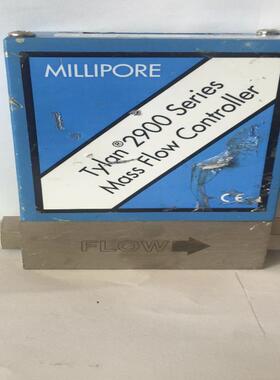 MILLIPORE
Tylan® 2900 Series
Mass Flow Controller
CE
FLOW